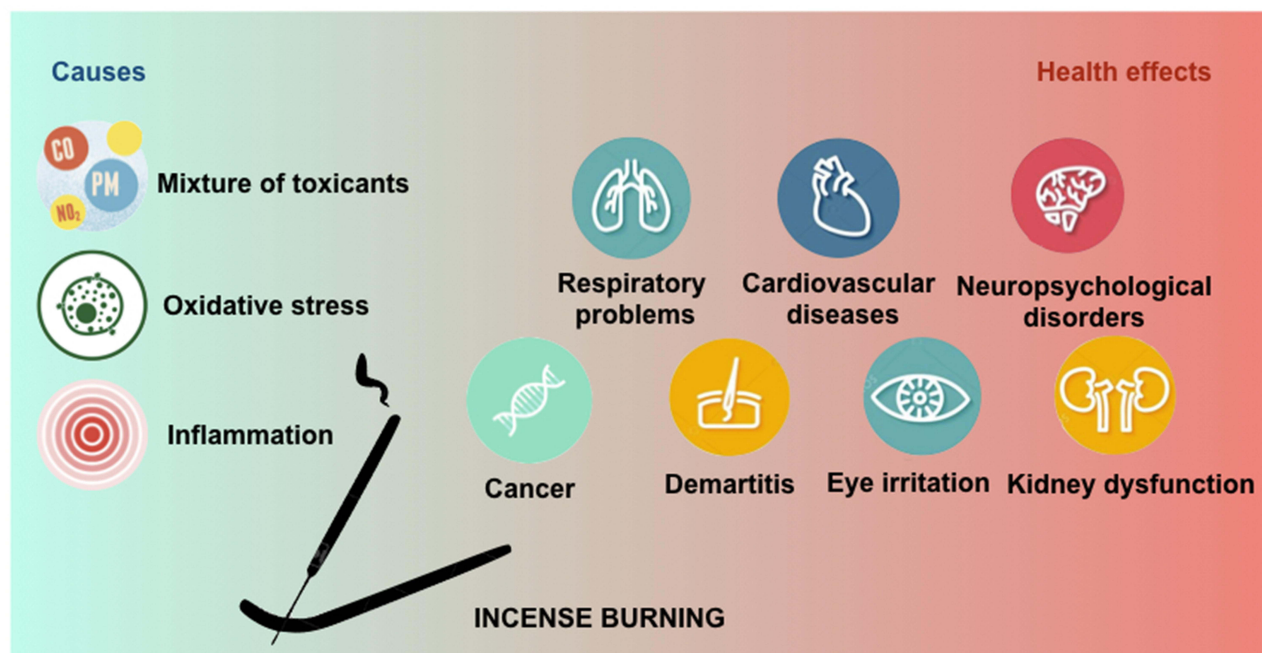 Causes
Health effects
CO
PM
NO₂
Mixture of toxicants
Oxidative stress
Inflammation
Respiratory
problems
Cardiovascular
diseases
Neuropsychological
disorders
Cancer
Demartitis
Eye irritation
Kidney dysfunction
INCENSE BURNING